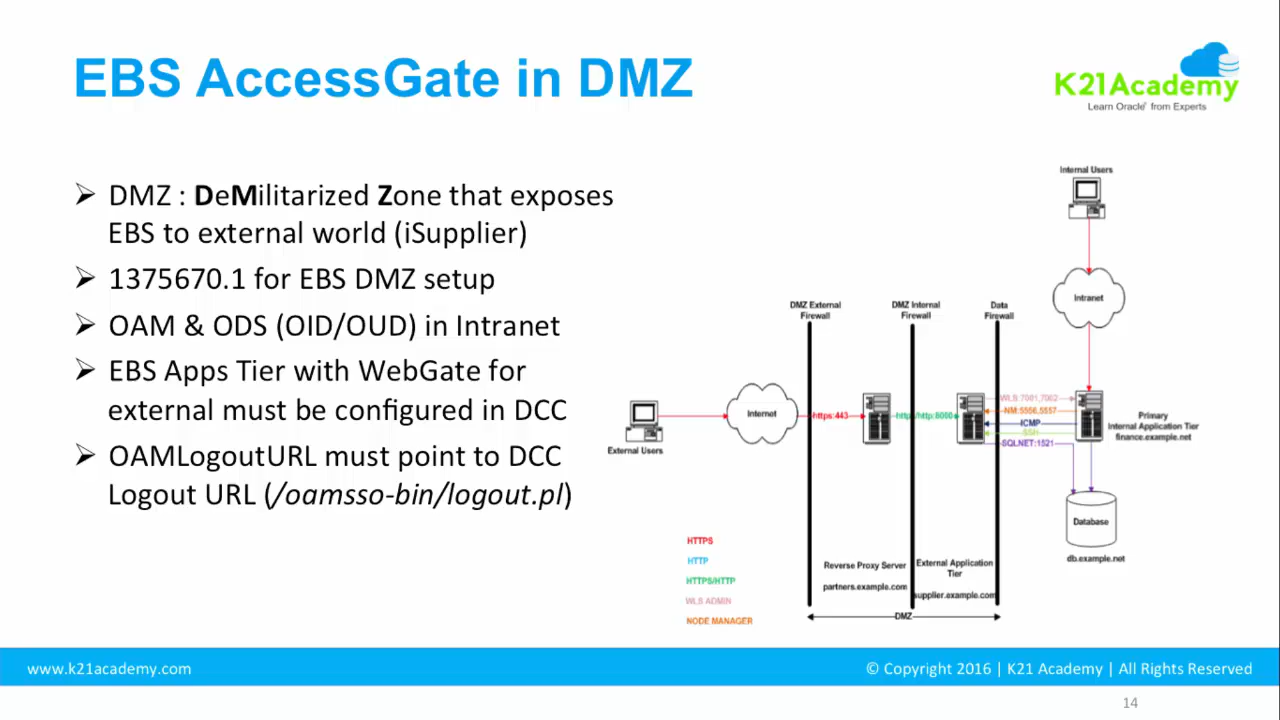 EBS AccessGate in DMZ
K21Academy
Learn Oracle' from Experts
➢ DMZ : DeMilitarized Zone that exposes
EBS to external world (iSupplier)
➢ 1375670.1 for EBS DMZ setup
➢ OAM & ODS (OID/OUD) in Intranet
➢ EBS Apps Tier with WebGate for
external must be configured in DCC
➢ OAMLogoutURL must point to DCC
Logout URL (/oamsso-bin/logout.pl)
Internal Users
Intranet
DMZ External
Firewall
DMZ Internal
Firewall
Data
Firewall
External Users
Internet
https:443
http:8000
WLS:7001,7002
NM:5556,5557
ICMP
SSH
SQLNET:1521
Primary
Internal Application Tier
finance.example.net
Database
db.example.net
Reverse Proxy Server
partners.example.com
External Application
Tier
supplier.example.com
DMZ
HTTPS
HTTP
HTTPS/HTTP
WLS ADMIN
NODE MANAGER
www.k21academy.com
© Copyright 2016 | K21 Academy | All Rights Reserved
14